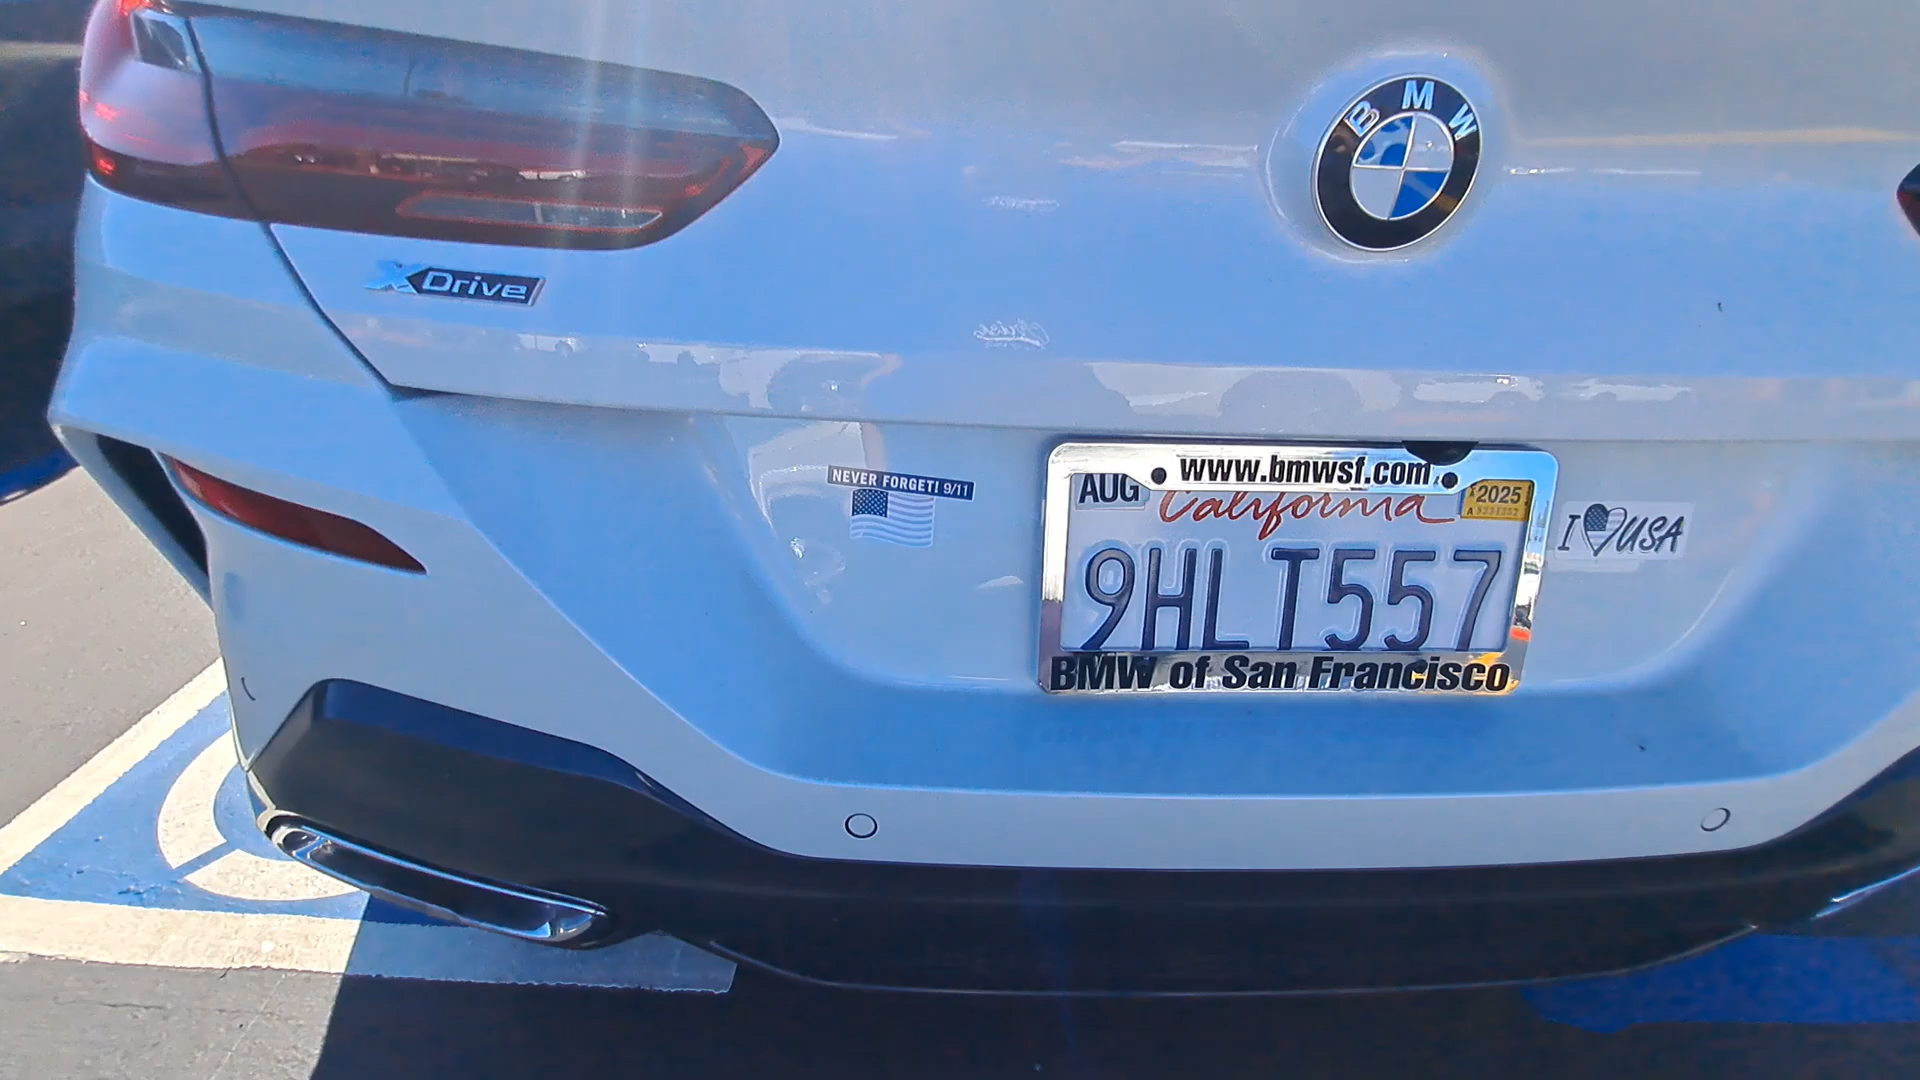 BMW
XDrive
NEVER FORGET! 9/11
www.bmwsf.com
AUG
California
2025
9HLT557
BMW of San Francisco
I USA